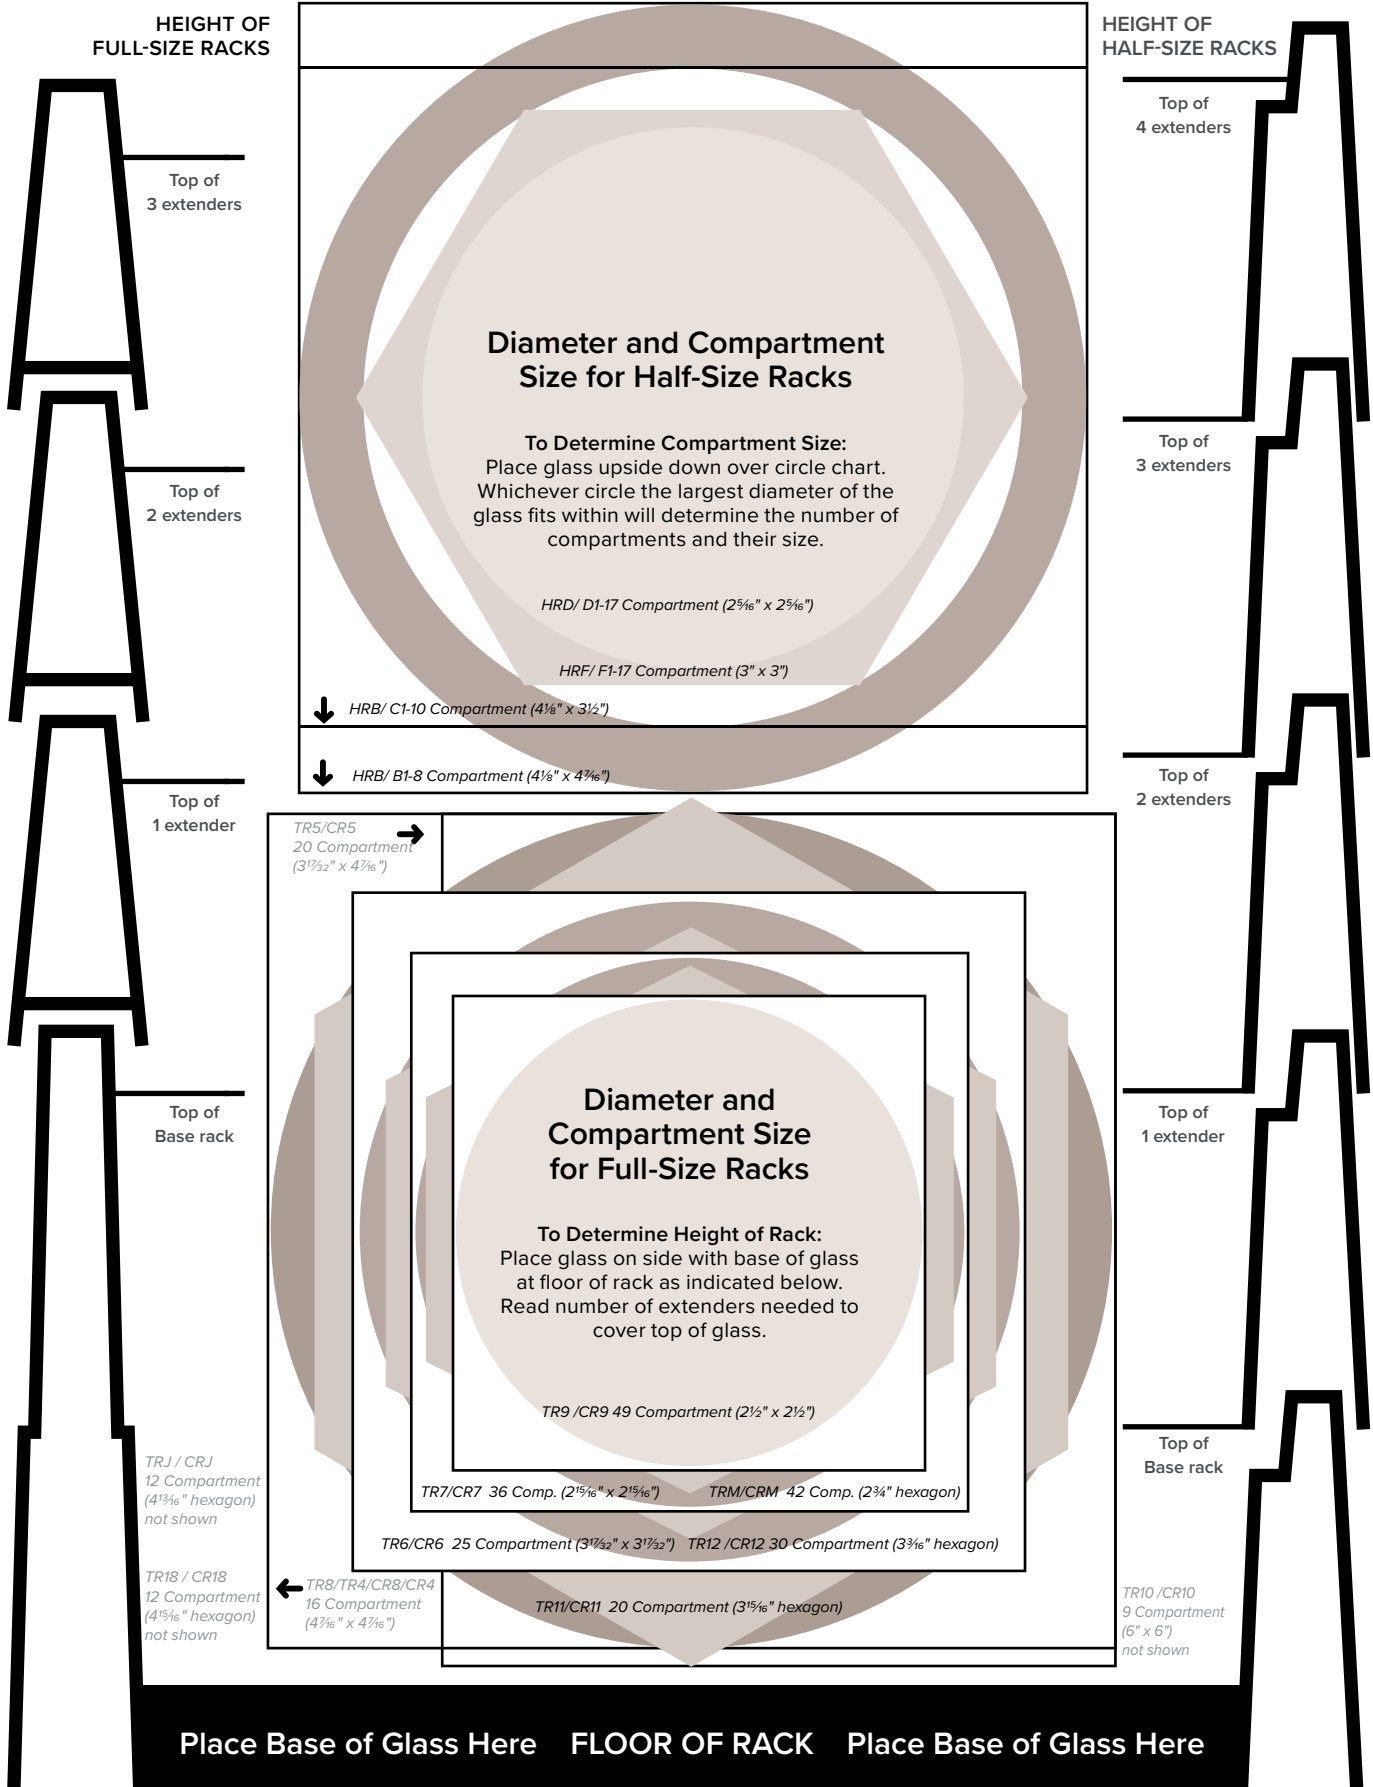 HEIGHT OF
FULL-SIZE RACKS
Top of
3 extenders
Top of
2 extenders
Top of
1 extender
Top of
Base rack
HEIGHT OF
HALF-SIZE RACKS
Top of
4 extenders
Top of
3 extenders
Top of
2 extenders
Top of
1 extender
Top of
Base rack
Diameter and Compartment
Size for Half-Size Racks
To Determine Compartment Size:
Place glass upside down over circle chart.
Whichever circle the largest diameter of the
glass fits within will determine the number of
compartments and their size.
HRD/ D1-17 Compartment (2⁵⁄₁₆" x 2⁵⁄₁₆")
HRF/ F1-17 Compartment (3" x 3")
HRB/ C1-10 Compartment (4⅛" x 3½")
HRB/ B1-8 Compartment (4⅛" x 4⁷⁄₁₆")
TR5/CR5
20 Compartment
(3¹⁷⁄₃₂" x 4⁷⁄₁₆")
Diameter and
Compartment Size
for Full-Size Racks
To Determine Height of Rack:
Place glass on side with base of glass
at floor of rack as indicated below.
Read number of extenders needed to
cover top of glass.
TR9 /CR9 49 Compartment (2½" x 2½")
TR7/CR7 36 Comp. (2¹⁵⁄₁₆" x 2¹⁵⁄₁₆")
TRM/CRM 42 Comp. (2¾" hexagon)
TR6/CR6 25 Compartment (3¹⁷⁄₃₂" x 3¹⁷⁄₃₂")
TR12 /CR12 30 Compartment (3³⁄₁₆" hexagon)
TR11/CR11 20 Compartment (3¹⁵⁄₁₆" hexagon)
TRJ / CRJ
12 Compartment
(4¹³⁄₁₆" hexagon)
not shown
TR18 / CR18
12 Compartment
(4¹⁵⁄₁₆" hexagon)
not shown
TR8/TR4/CR8/CR4
16 Compartment
(4⁷⁄₁₆" x 4⁷⁄₁₆")
TR10 /CR10
9 Compartment
(6" x 6")
not shown
Place Base of Glass Here FLOOR OF RACK Place Base of Glass Here